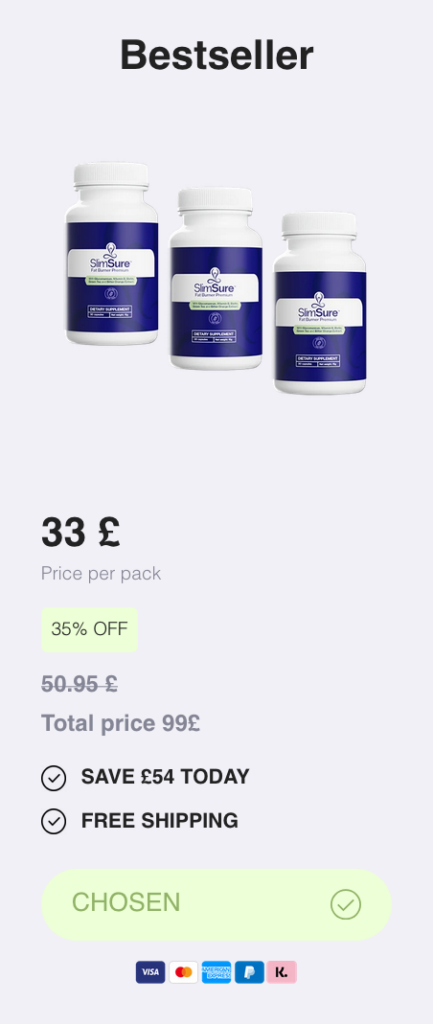 Bestseller
SlimSure
Fat Burner Premium
DIETARY SUPPLEMENT
SlimSure
Fat Burner Premium
DIETARY SUPPLEMENT
SlimSure
Fat Burner Premium
DIETARY SUPPLEMENT
33 £
Price per pack
35% OFF
50.95 £
Total price 99£
SAVE £54 TODAY
FREE SHIPPING
CHOSEN
VISA AMERICAN EXPRESS P K.